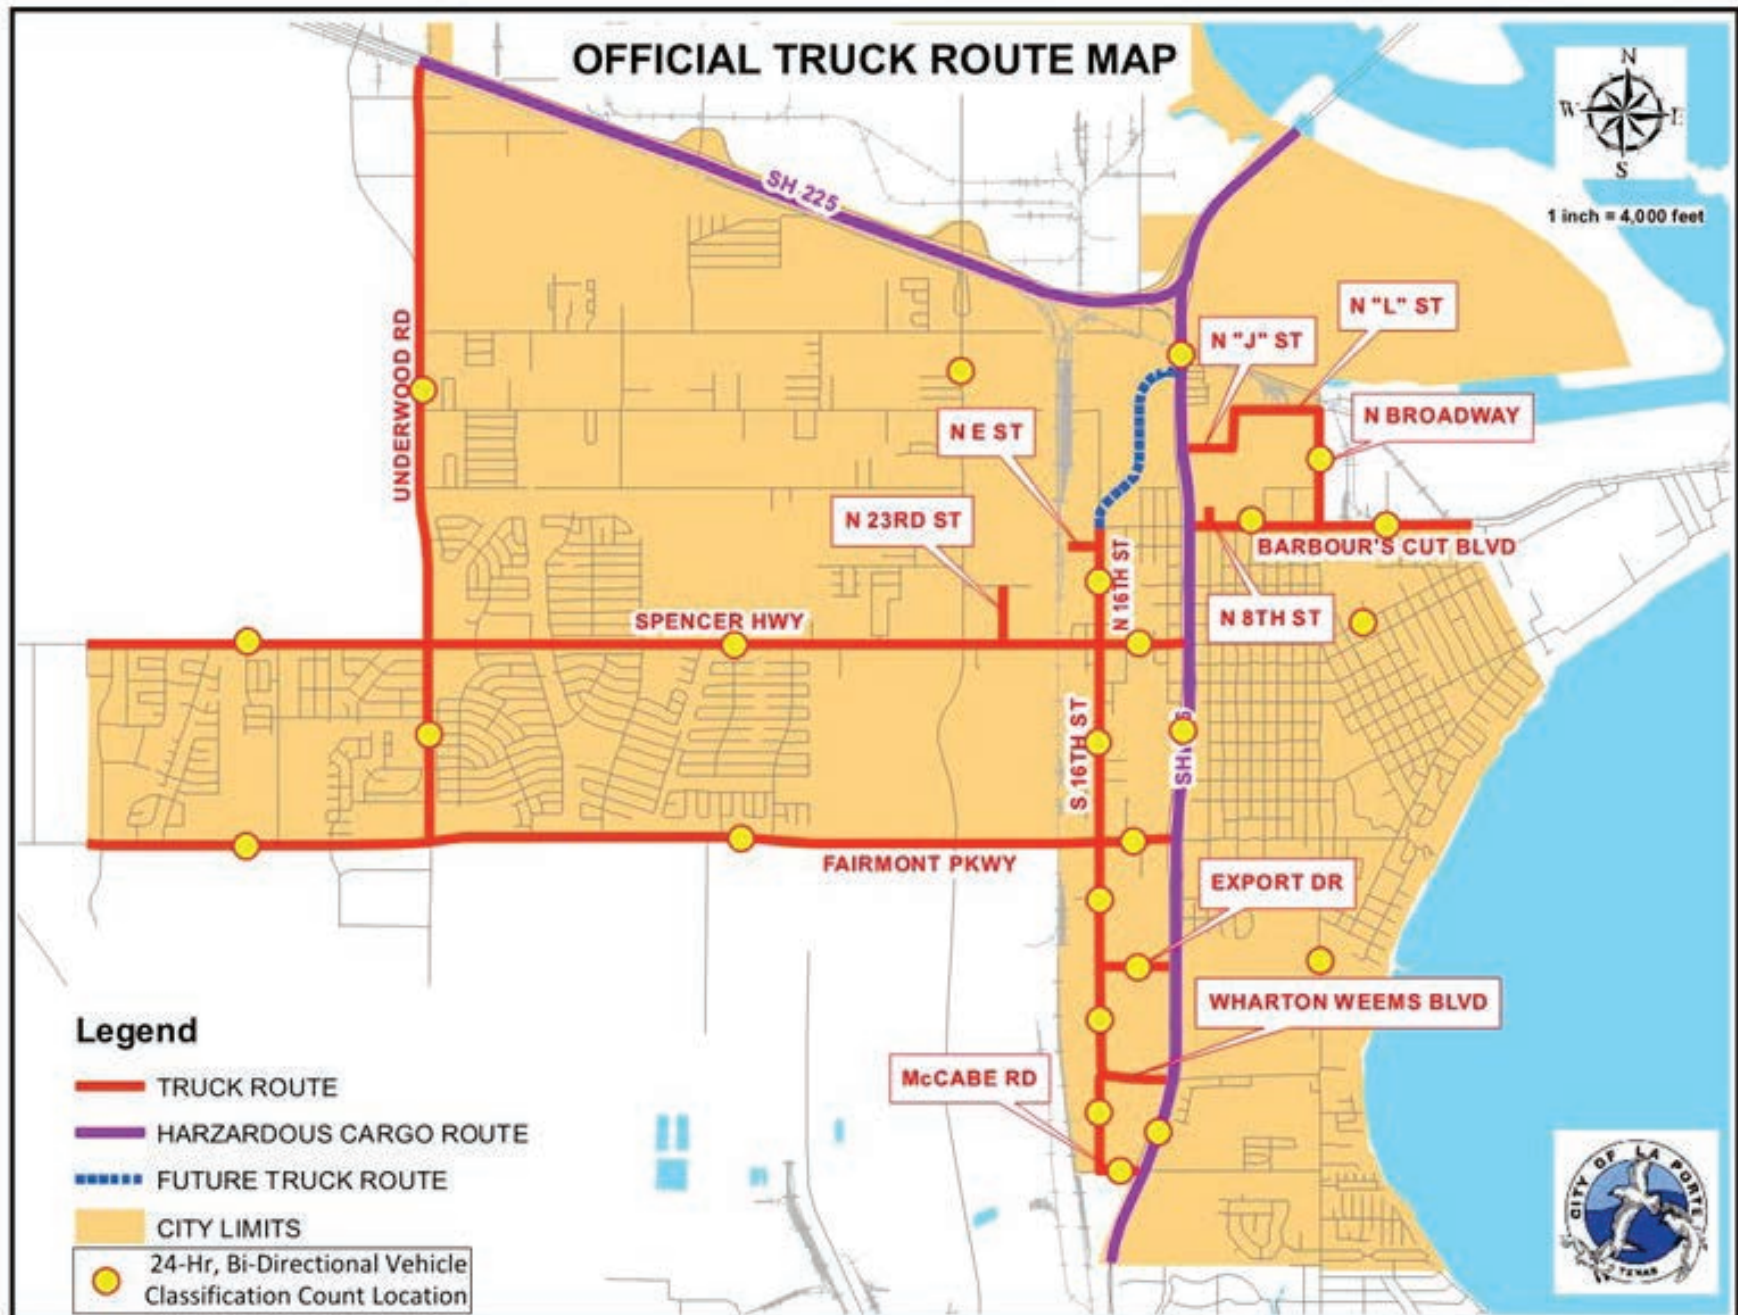 OFFICIAL TRUCK ROUTE MAP
N
W
E
S
1 inch = 4,000 feet
SH 225
N "L" ST
N "J" ST
N BROADWAY
UNDERWOOD RD
N E ST
N 23RD ST
BARBOUR'S CUT BLVD
N 16TH ST
SPENCER HWY
N 8TH ST
S 16TH ST
SH
FAIRMONT PKWY
EXPORT DR
WHARTON WEEMS BLVD
McCABE RD
Legend
TRUCK ROUTE
HARZARDOUS CARGO ROUTE
FUTURE TRUCK ROUTE
CITY LIMITS
24-Hr, Bi-Directional Vehicle
Classification Count Location
CITY OF LA PORTE
TEXAS